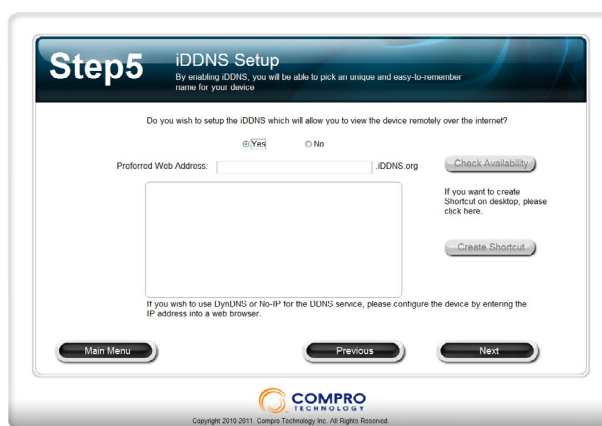 Step5
iDDNS Setup
By enabling iDDNS, you will be able to pick an unique and easy-to-remember
name for your device
Do you wish to setup the iDDNS which will allow you to view the device remotely over the internet?
Yes No
Preferred Web Address: .iDDNS.org Check Availability
If you want to create
Shortcut on desktop, please
click here.
Create Shortcut
If you wish to use DynDNS or No-IP for the DDNS service, please configure the device by entering the
IP address into a web browser.
Main Menu Previous Next
COMPRO
TECHNOLOGY
Copyright 2010-2011. Compro Technology Inc. All Rights Reserved.